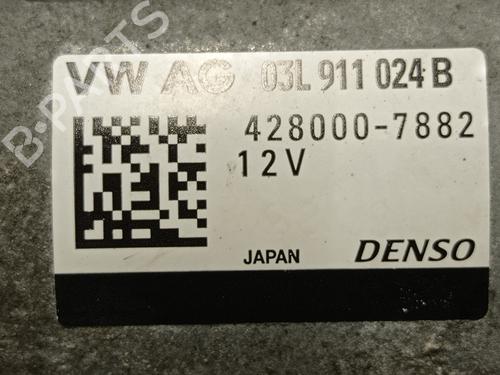 VW AG 03L 911 024 B
428000-7882
12V
JAPAN DENSO
B-PARTS